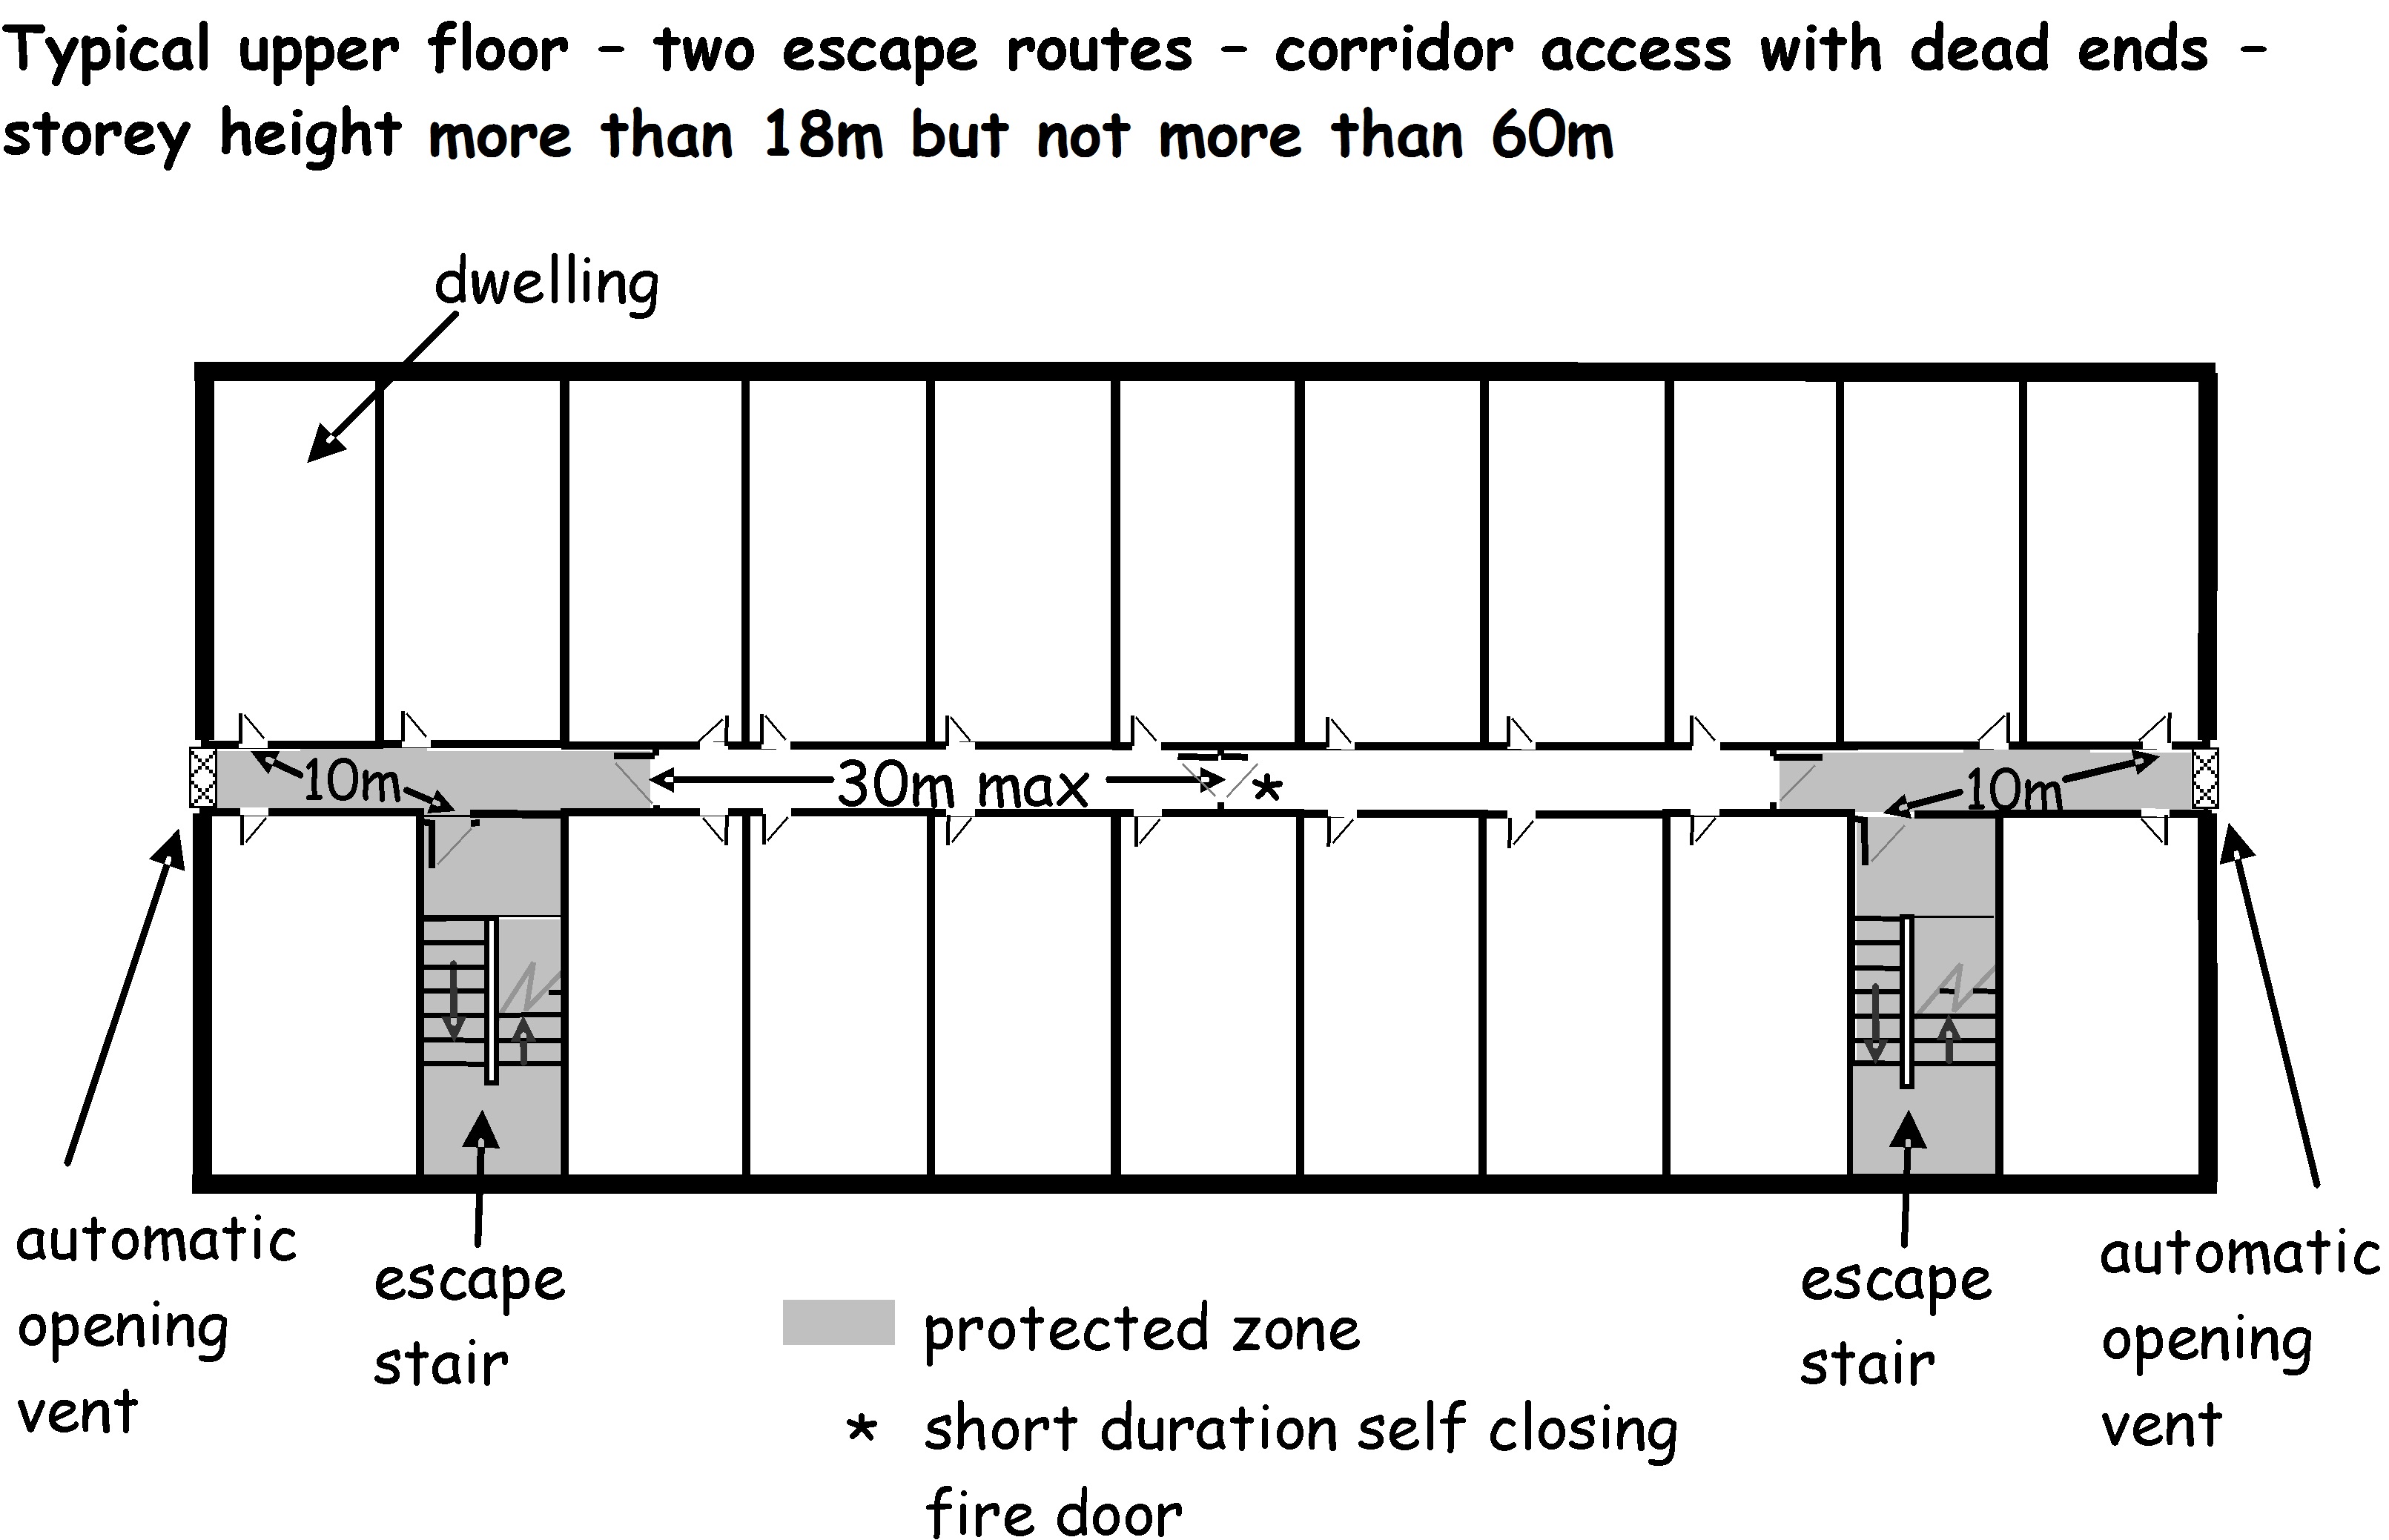 Typical upper floor – two escape routes – corridor access with dead ends –
storey height more than 18m but not more than 60m
dwelling
10m
30m max
*
10m
automatic
opening
vent
escape
stair
escape
stair
automatic
opening
vent
protected zone
* short duration self closing
fire door